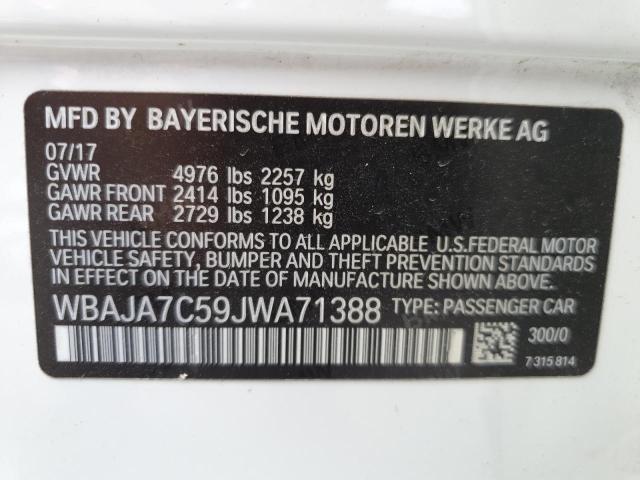 MFD BY BAYERISCHE MOTOREN WERKE AG
07/17
GVWR 4976 lbs 2257 kg
GAWR FRONT 2414 lbs 1095 kg
GAWR REAR 2729 lbs 1238 kg
THIS VEHICLE CONFORMS TO ALL APPLICABLE U.S.FEDERAL MOTOR
VEHICLE SAFETY, BUMPER AND THEFT PREVENTION STANDARDS
IN EFFECT ON THE DATE OF MANUFACTURE SHOWN ABOVE.
WBAJA7C59JWA71388 TYPE: PASSENGER CAR
300/0
7 315 814